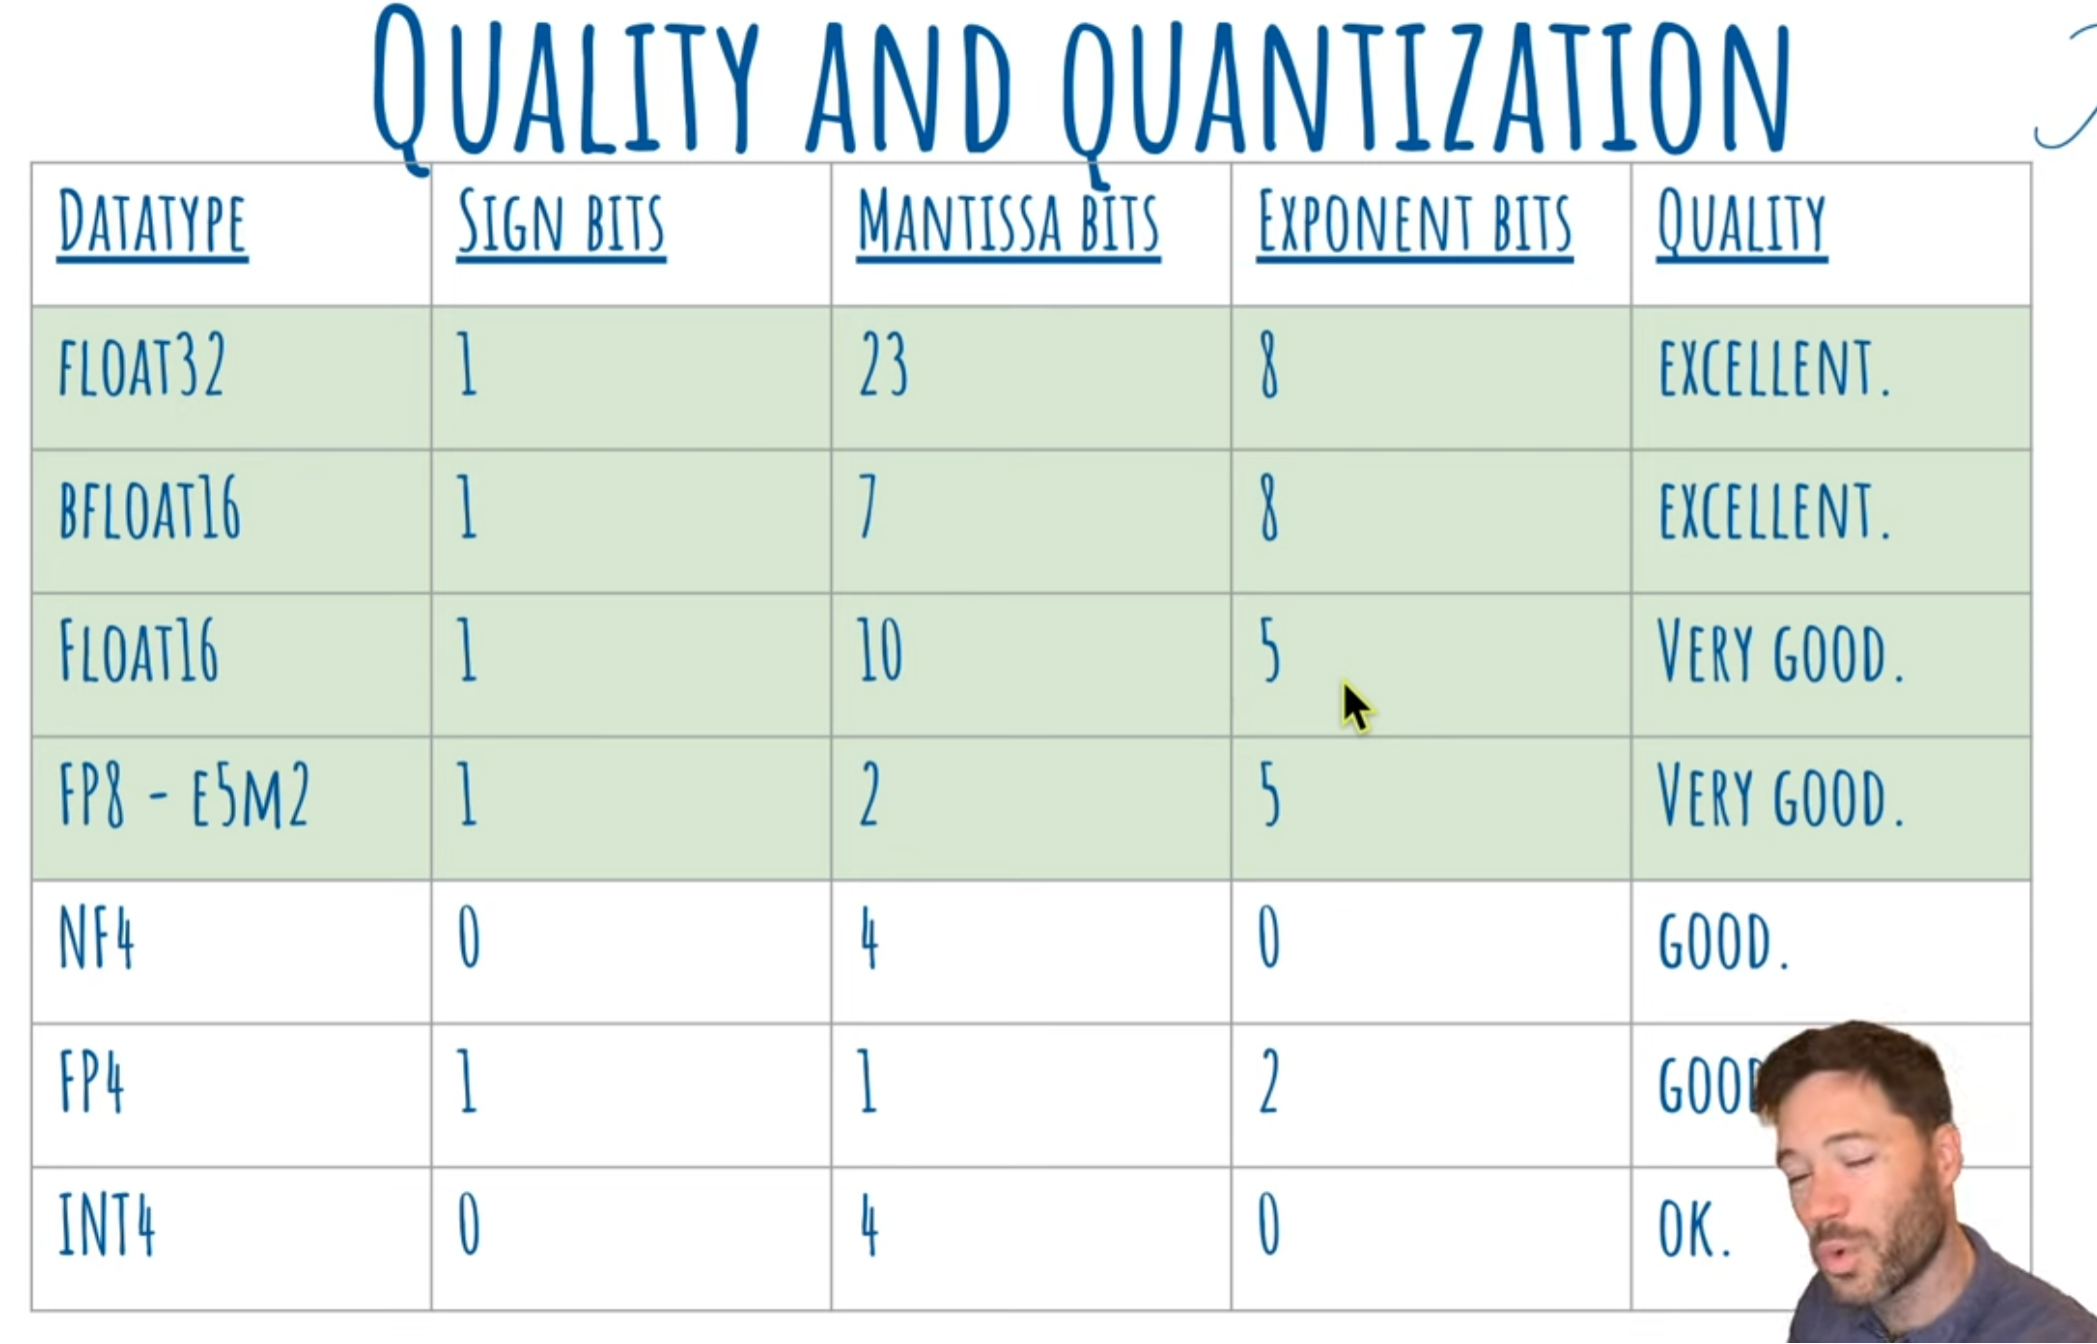 QUALITY AND QUANTIZATION
DATATYPE SIGN BITS MANTISSA BITS EXPONENT BITS QUALITY
FLOAT32 1 23 8 EXCELLENT.
BFLOAT16 1 7 8 EXCELLENT.
FLOAT16 1 10 5 VERY GOOD.
FP8 - E5M2 1 2 5 VERY GOOD.
NF4 0 4 0 GOOD.
FP4 1 1 2
INT4 0 4 0 OK.